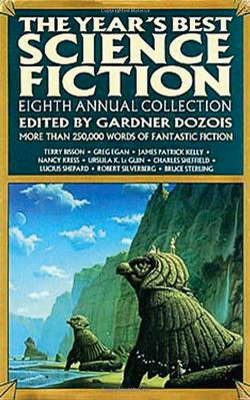 THE YEAR'S BEST
SCIENCE
FICTION
EIGHTH ANNUAL COLLECTION
EDITED BY GARDNER DOZOIS
MORE THAN 250,000 WORDS OF FANTASTIC FICTION
TERRY BISSON • GREG EGAN • JAMES PATRICK KELLY
NANCY KRESS • URSULA K. LE GUIN • CHARLES SHEFFIELD
LUCIUS SHEPARD • ROBERT SILVERBERG • BRUCE STERLING